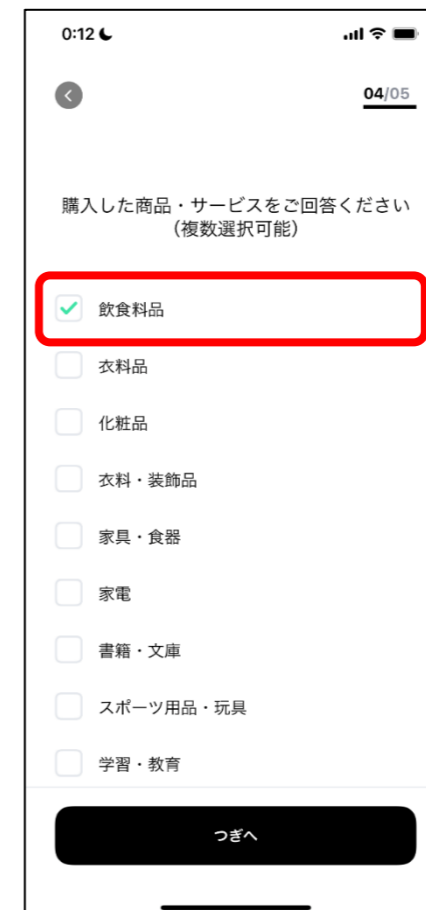 0:12
04/05
購入した商品・サービスをご回答ください
（複数選択可能）
飲食料品
衣料品
化粧品
衣料・装飾品
家具・食器
家電
書籍・文庫
スポーツ用品・玩具
学習・教育
つぎへ